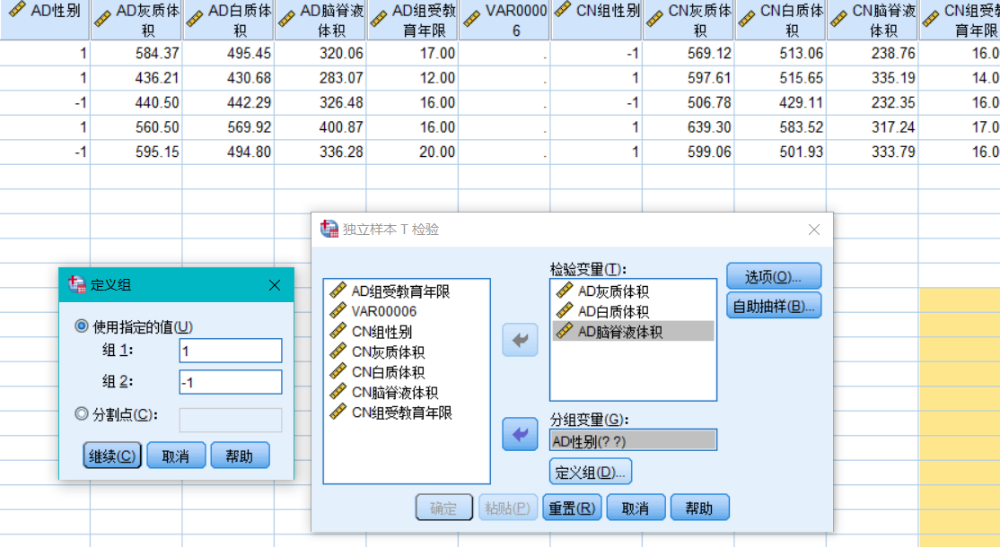 AD性别 AD灰质体积 AD白质体积 AD脑脊液体积 AD组受教育年限 VAR00006 CN组性别 CN灰质体积 CN白质体积 CN脑脊液体积 CN组受教育年限
1 584.37 495.45 320.06 17.00 . -1 569.12 513.06 238.76 16.0
1 436.21 430.68 283.07 12.00 . 1 597.61 515.65 335.19 14.0
-1 440.50 442.29 326.48 16.00 . -1 506.78 429.11 232.35 16.0
1 560.50 569.92 400.87 16.00 . 1 639.30 583.52 317.24 17.0
-1 595.15 494.80 336.28 20.00 . 1 599.06 501.93 333.79 16.0
定义组
使用指定的值(U)
组 1:
1
组 2:
-1
分割点(C):
继续(C)
取消
帮助
独立样本 T 检验
AD组受教育年限
VAR00006
CN组性别
CN灰质体积
CN白质体积
CN脑脊液体积
CN组受教育年限
检验变量(T):
AD灰质体积
AD白质体积
AD脑脊液体积
选项(O)...
自助抽样(B)...
分组变量(G):
AD性别(? ?)
定义组(D)...
确定
粘贴(P)
重置(R)
取消
帮助